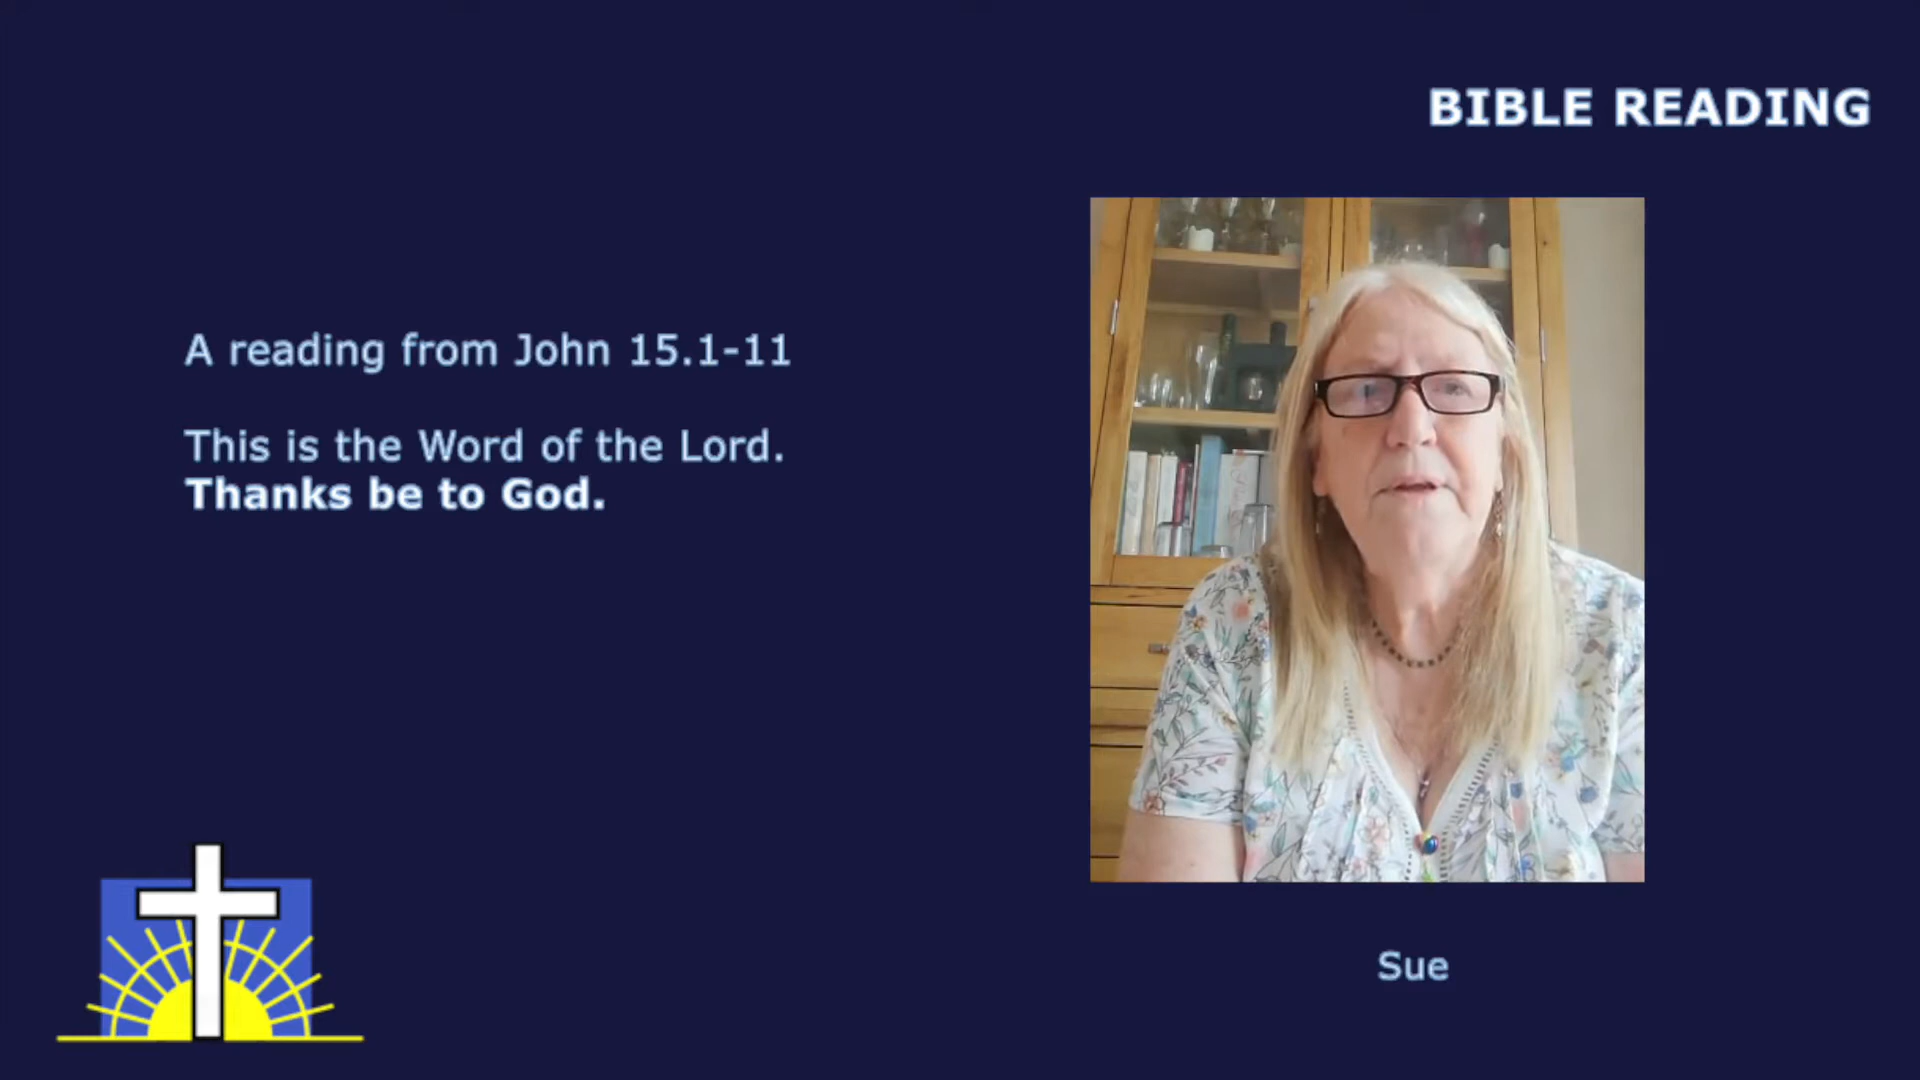 BIBLE READING
A reading from John 15.1-11
This is the Word of the Lord.
Thanks be to God.
Sue